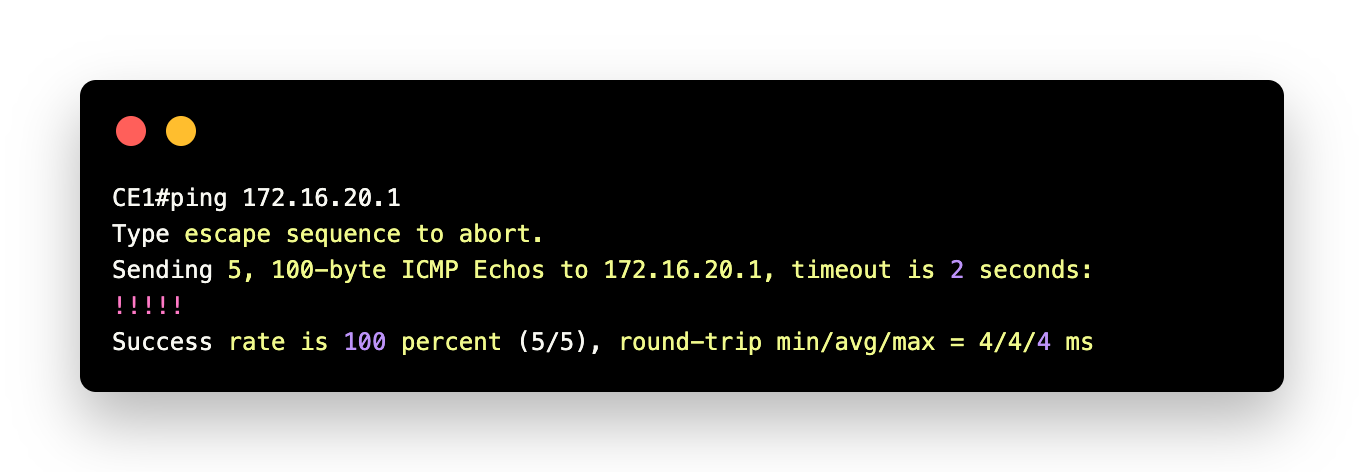 CE1#ping 172.16.20.1
Type escape sequence to abort.
Sending 5, 100-byte ICMP Echos to 172.16.20.1, timeout is 2 seconds:
!!!!!
Success rate is 100 percent (5/5), round-trip min/avg/max = 4/4/4 ms